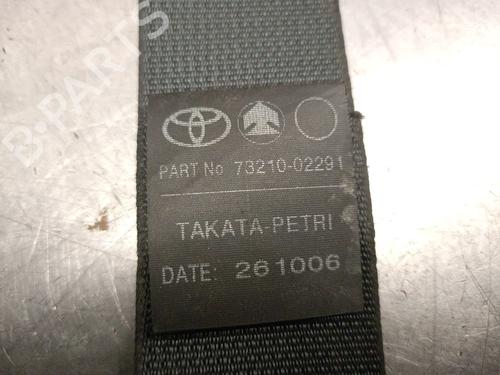 B-PARTS
PART No 73210-02291
TAKATA-PETRI
DATE: 261006